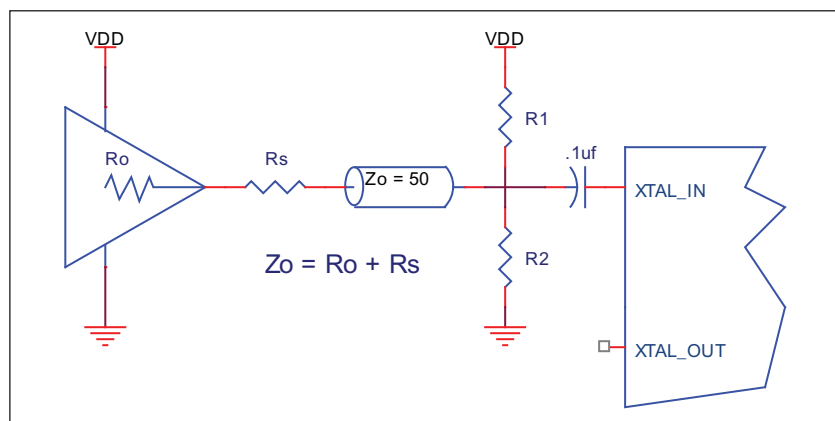 VDD
VDD
R1
Ro
Rs
Zo = 50
.1uf
XTAL_IN
R2
Zo = Ro + Rs
XTAL_OUT